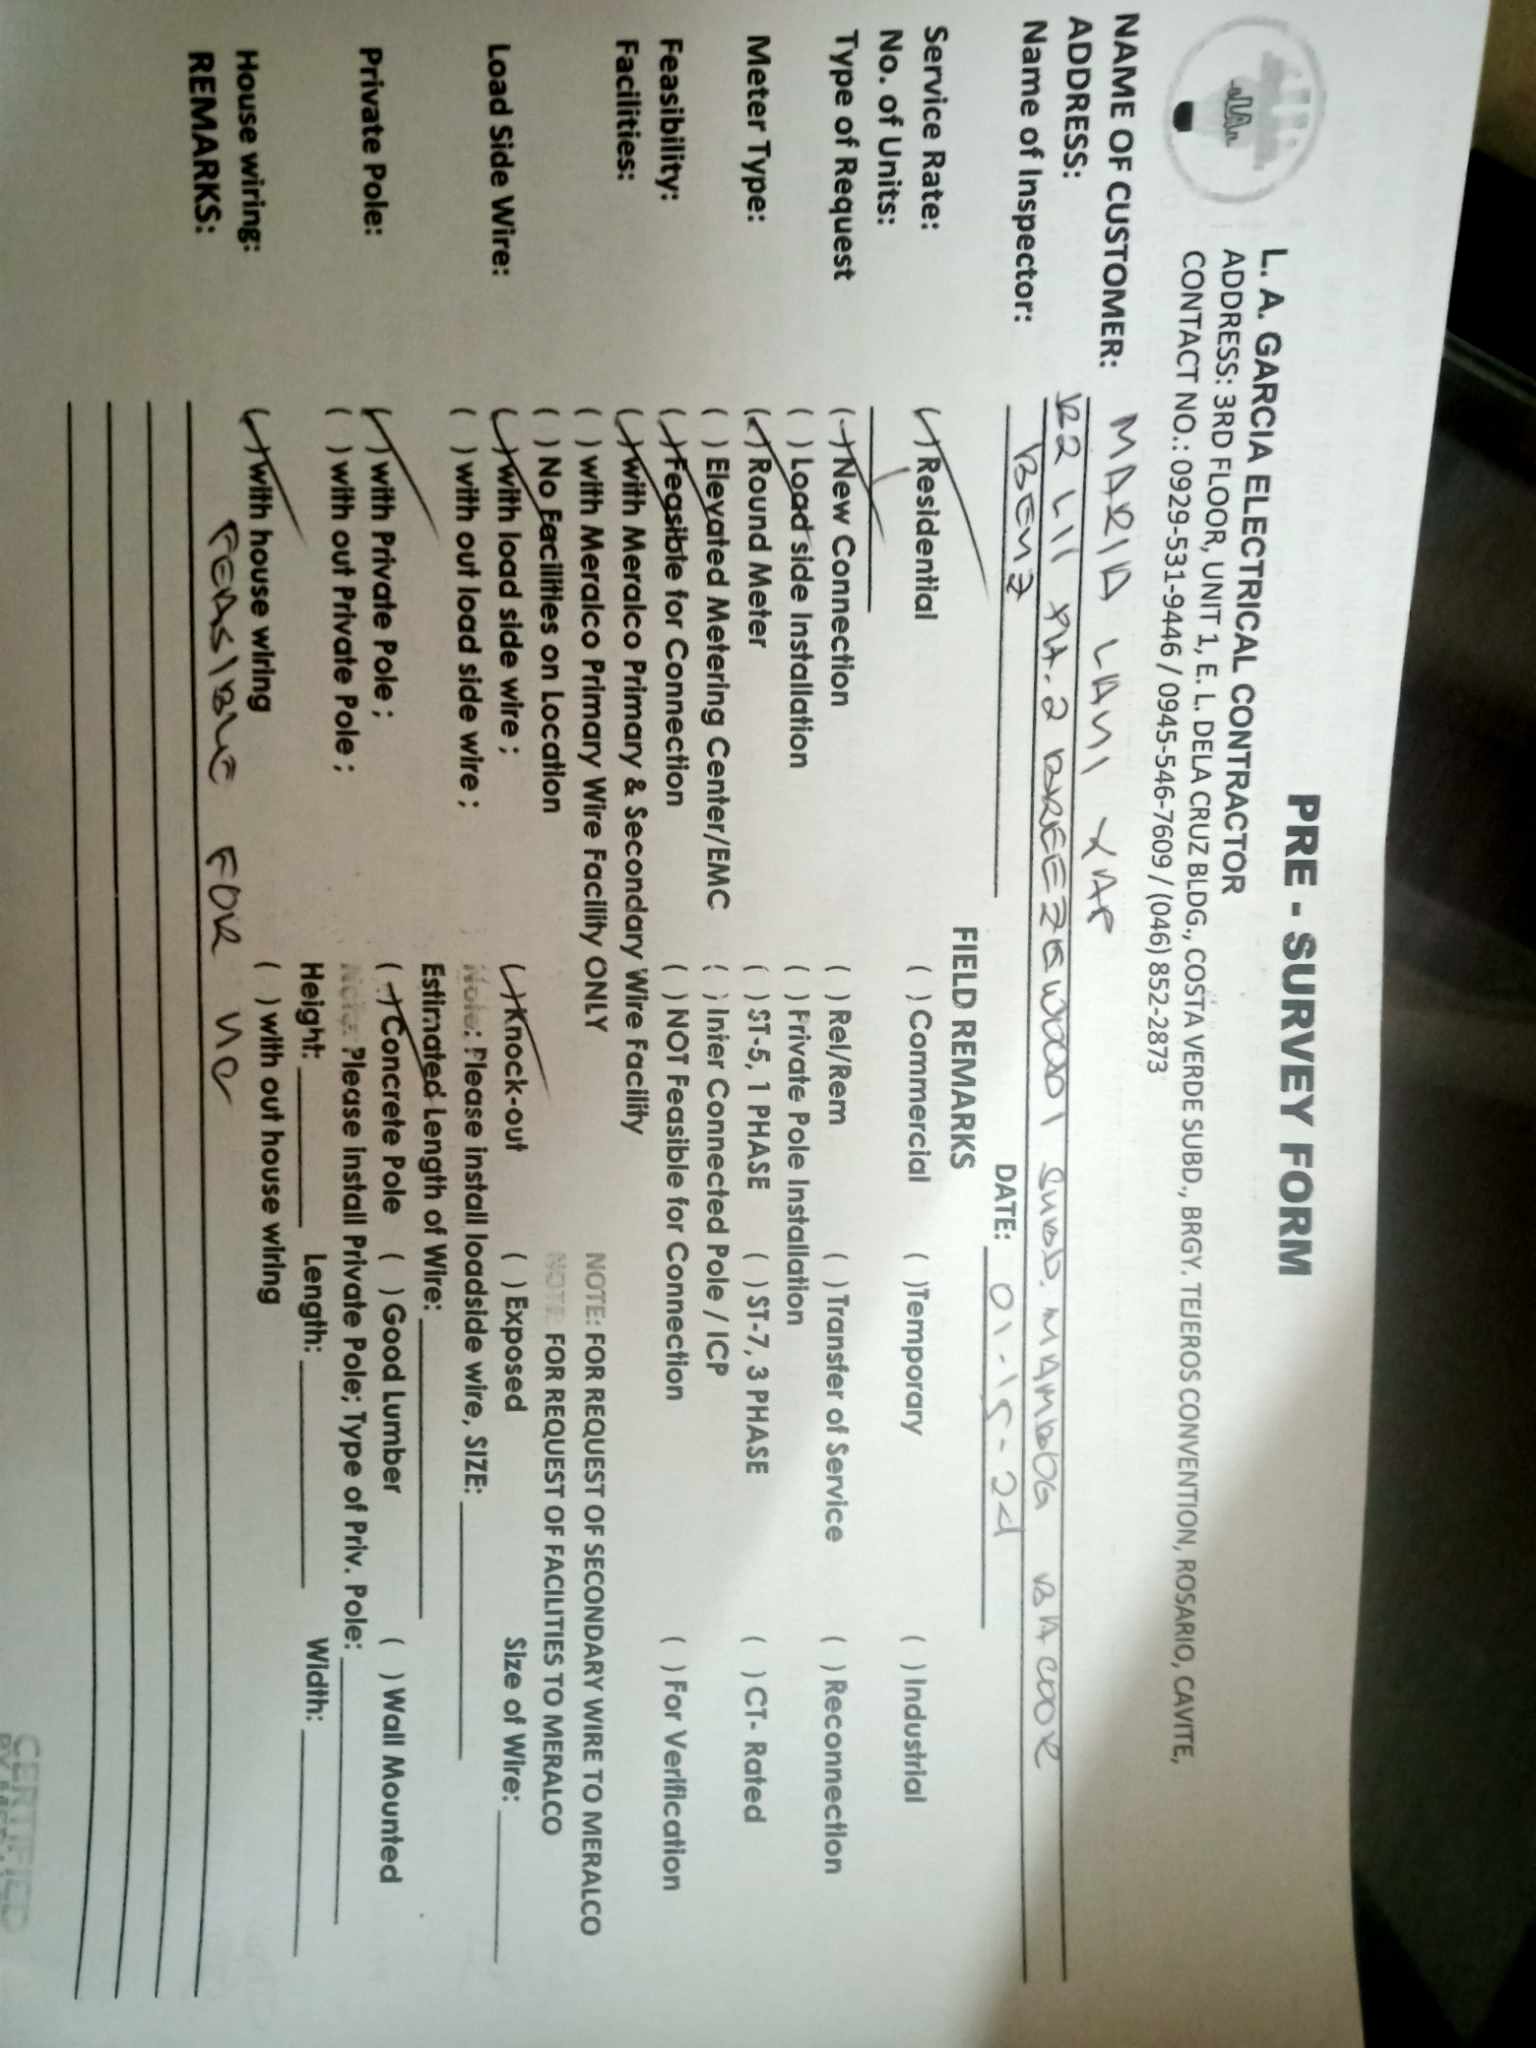 PRE - SURVEY FORM
L. A. GARCIA ELECTRICAL CONTRACTOR
ADDRESS: 3RD FLOOR, UNIT 1, E. L. DELA CRUZ BLDG., COSTA VERDE SUBD., BRGY. TEJEROS CONVENTION, ROSARIO, CAVITE,
CONTACT NO.: 0929-531-9446 / 0945-546-7609 / (046) 852-2873
NAME OF CUSTOMER: MARIA LANI YAP
ADDRESS: B2 L11 PH.2 BREEZEWOOD1 SUBD. MAMBOG BACOOR
Name of Inspector: BENZ DATE: 01-15-24
FIELD REMARKS
Service Rate: (✓) Residential ( ) Commercial ( )Temporary ( ) Industrial
No. of Units: 1
Type of Request (✓) New Connection ( ) Rel/Rem ( ) Transfer of Service ( ) Reconnection
( ) Load side Installation ( ) Private Pole Installation
Meter Type: (✓) Round Meter ( ) ST-5, 1 PHASE ( ) ST-7, 3 PHASE ( ) CT- Rated
( ) Elevated Metering Center/EMC ( ) Inter Connected Pole / ICP
Feasibility: (✓) Feasible for Connection ( ) NOT Feasible for Connection ( ) For Verification
Facilities: (✓) with Meralco Primary & Secondary Wire Facility
( ) with Meralco Primary Wire Facility ONLY NOTE: FOR REQUEST OF SECONDARY WIRE TO MERALCO
( ) No Facilities on Location NOTE: FOR REQUEST OF FACILITIES TO MERALCO
Load Side Wire: (✓) with load side wire ; (✓) Knock-out ( ) Exposed Size of Wire:
( ) with out load side wire ; Note: Please install loadside wire, SIZE:
Estimated Length of Wire:
Private Pole: (✓) with Private Pole ; (✓) Concrete Pole ( ) Good Lumber ( ) Wall Mounted
( ) with out Private Pole ; Note: Please install Private Pole; Type of Priv. Pole:
Height: Length: Width:
House wiring: (✓) with house wiring ( ) with out house wiring
REMARKS: FEASIBLE FOR NC
CERTIFIED